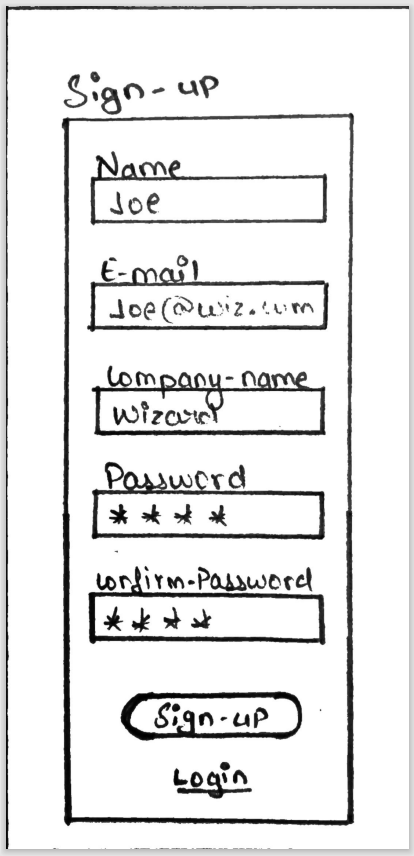 Sign-up
Name
Joe
E-mail
Joe@wiz.com
Company-name
Wizard
Password
* * * *
Confirm-Password
* * * *
Sign-up
Login